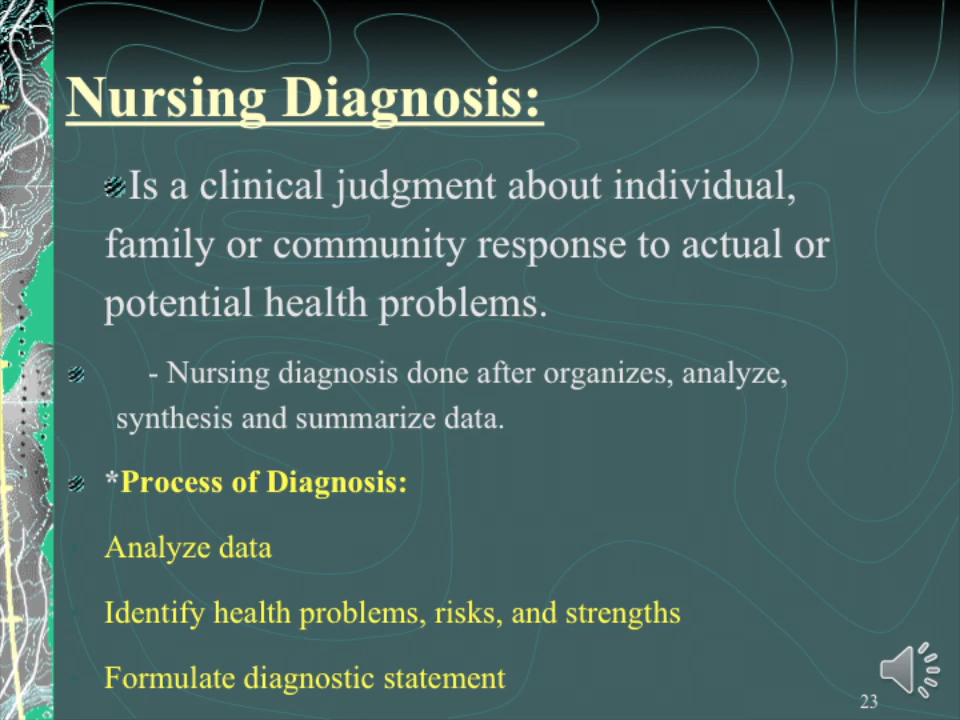 Nursing Diagnosis:
Is a clinical judgment about individual,
family or community response to actual or
potential health problems.
- Nursing diagnosis done after organizes, analyze,
synthesis and summarize data.
*Process of Diagnosis:
Analyze data
Identify health problems, risks, and strengths
Formulate diagnostic statement
23